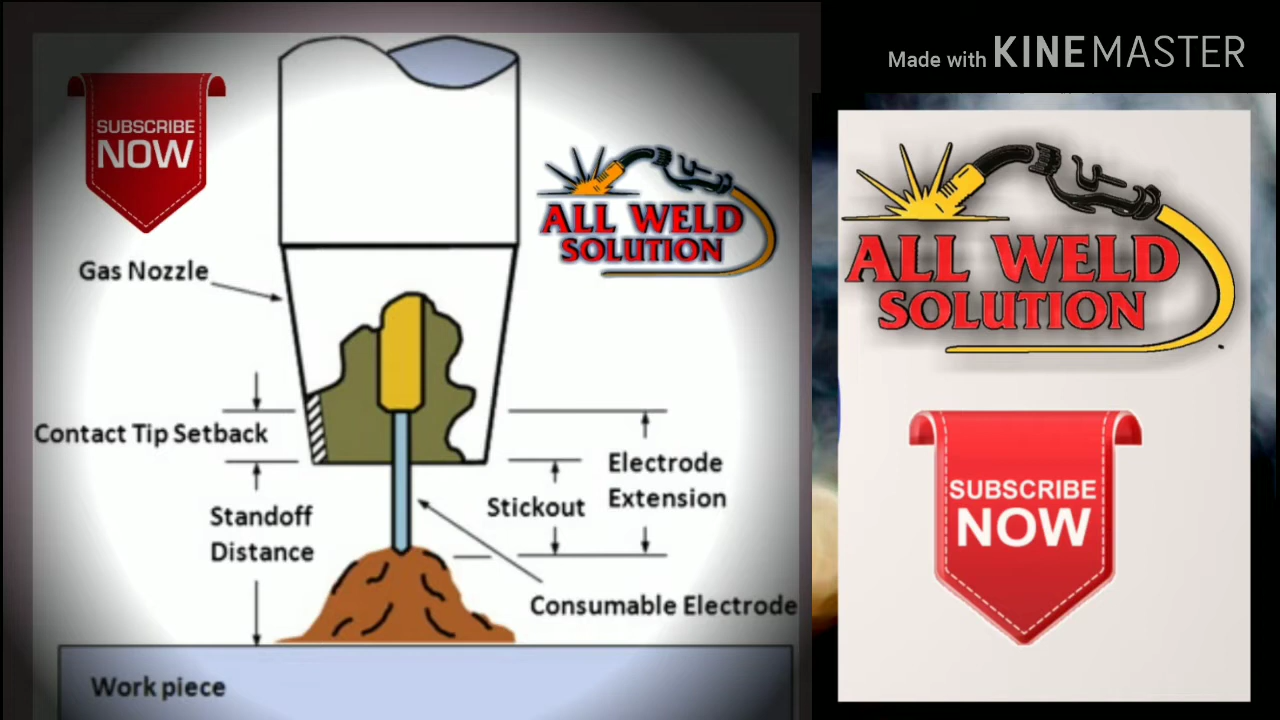 Made with KINEMASTER
SUBSCRIBE
NOW
ALL WELD
SOLUTION
Gas Nozzle
Contact Tip Setback
Electrode
Extension
Stickout
Standoff
Distance
Consumable Electrode
Work piece
ALL WELD
SOLUTION
SUBSCRIBE
NOW